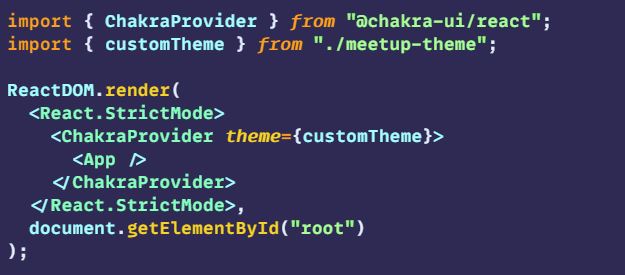 import { ChakraProvider } from "@chakra-ui/react";
import { customTheme } from "./meetup-theme";

ReactDOM.render(
  <React.StrictMode>
    <ChakraProvider theme={customTheme}>
      <App />
    </ChakraProvider>
  </React.StrictMode>,
  document.getElementById("root")
);